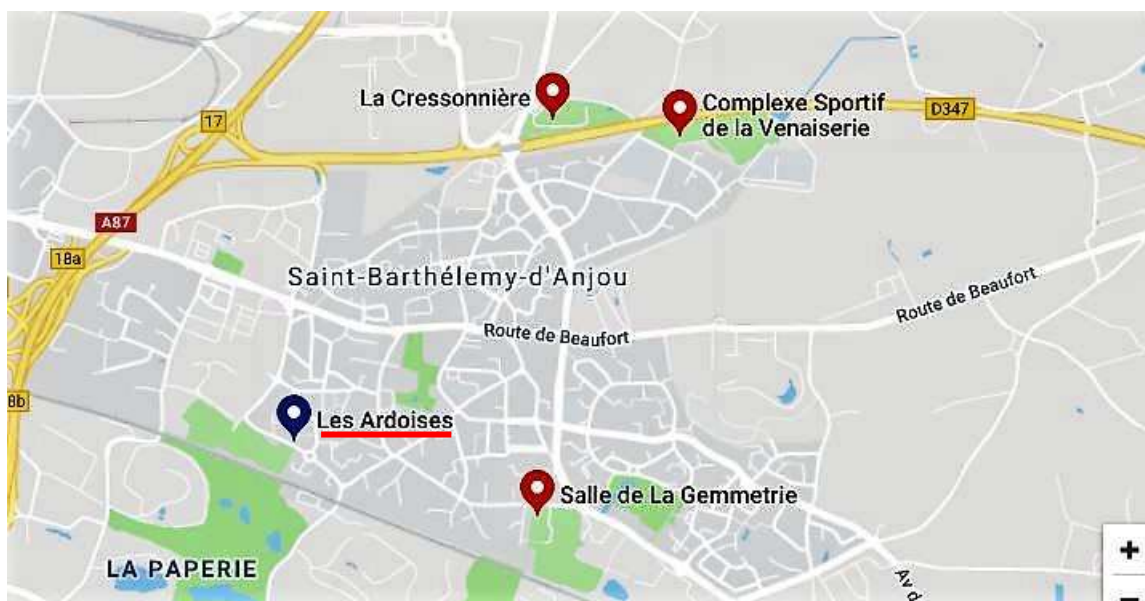 La Cressonnière
Complexe Sportif
de la Venaiserie
D347
17
A87
18a
Saint-Barthélemy-d'Anjou
Route de Beaufort
Route de Beaufort
8b
Les Ardoises
Salle de La Gemmetrie
LA PAPERIE
Av d
+